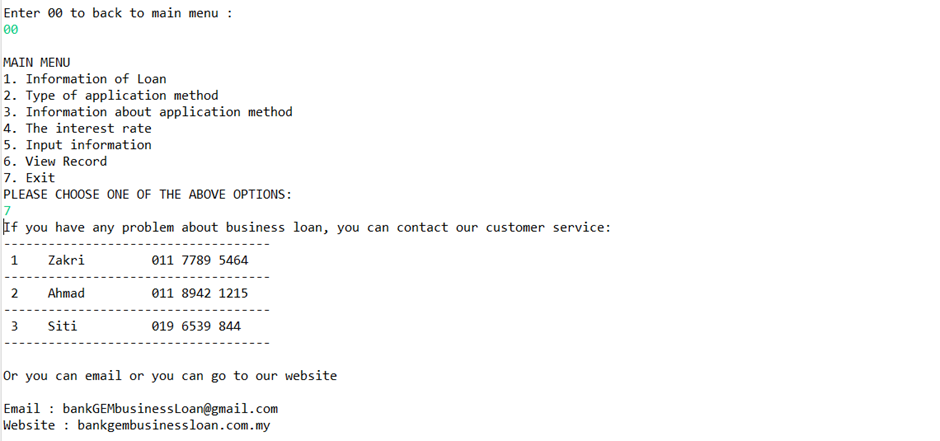 Enter 00 to back to main menu :
00
MAIN MENU
1. Information of Loan
2. Type of application method
3. Information about application method
4. The interest rate
5. Input information
6. View Record
7. Exit
PLEASE CHOOSE ONE OF THE ABOVE OPTIONS:
7
If you have any problem about business loan, you can contact our customer service:
------------------------------------
1    Zakri         011 7789 5464
------------------------------------
2    Ahmad         011 8942 1215
------------------------------------
3    Siti          019 6539 844
------------------------------------
Or you can email or you can go to our website
Email : bankGEMbusinessLoan@gmail.com
Website : bankgembusinessloan.com.my